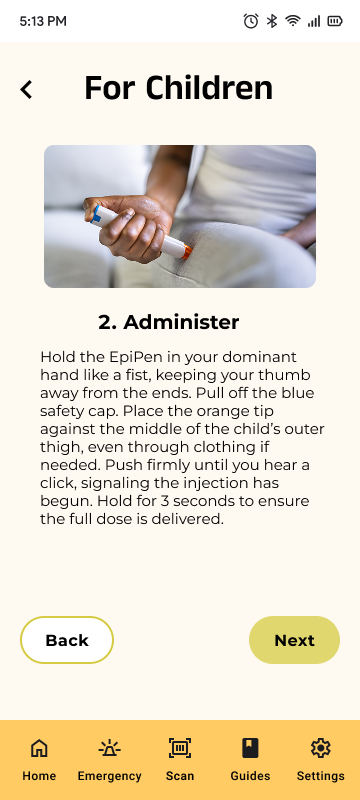 5:13 PM
For Children
2. Administer
Hold the EpiPen in your dominant
hand like a fist, keeping your thumb
away from the ends. Pull off the blue
safety cap. Place the orange tip
against the middle of the child’s outer
thigh, even through clothing if
needed. Push firmly until you hear a
click, signaling the injection has
begun. Hold for 3 seconds to ensure
the full dose is delivered.
Back Next
Home Emergency Scan Guides Settings